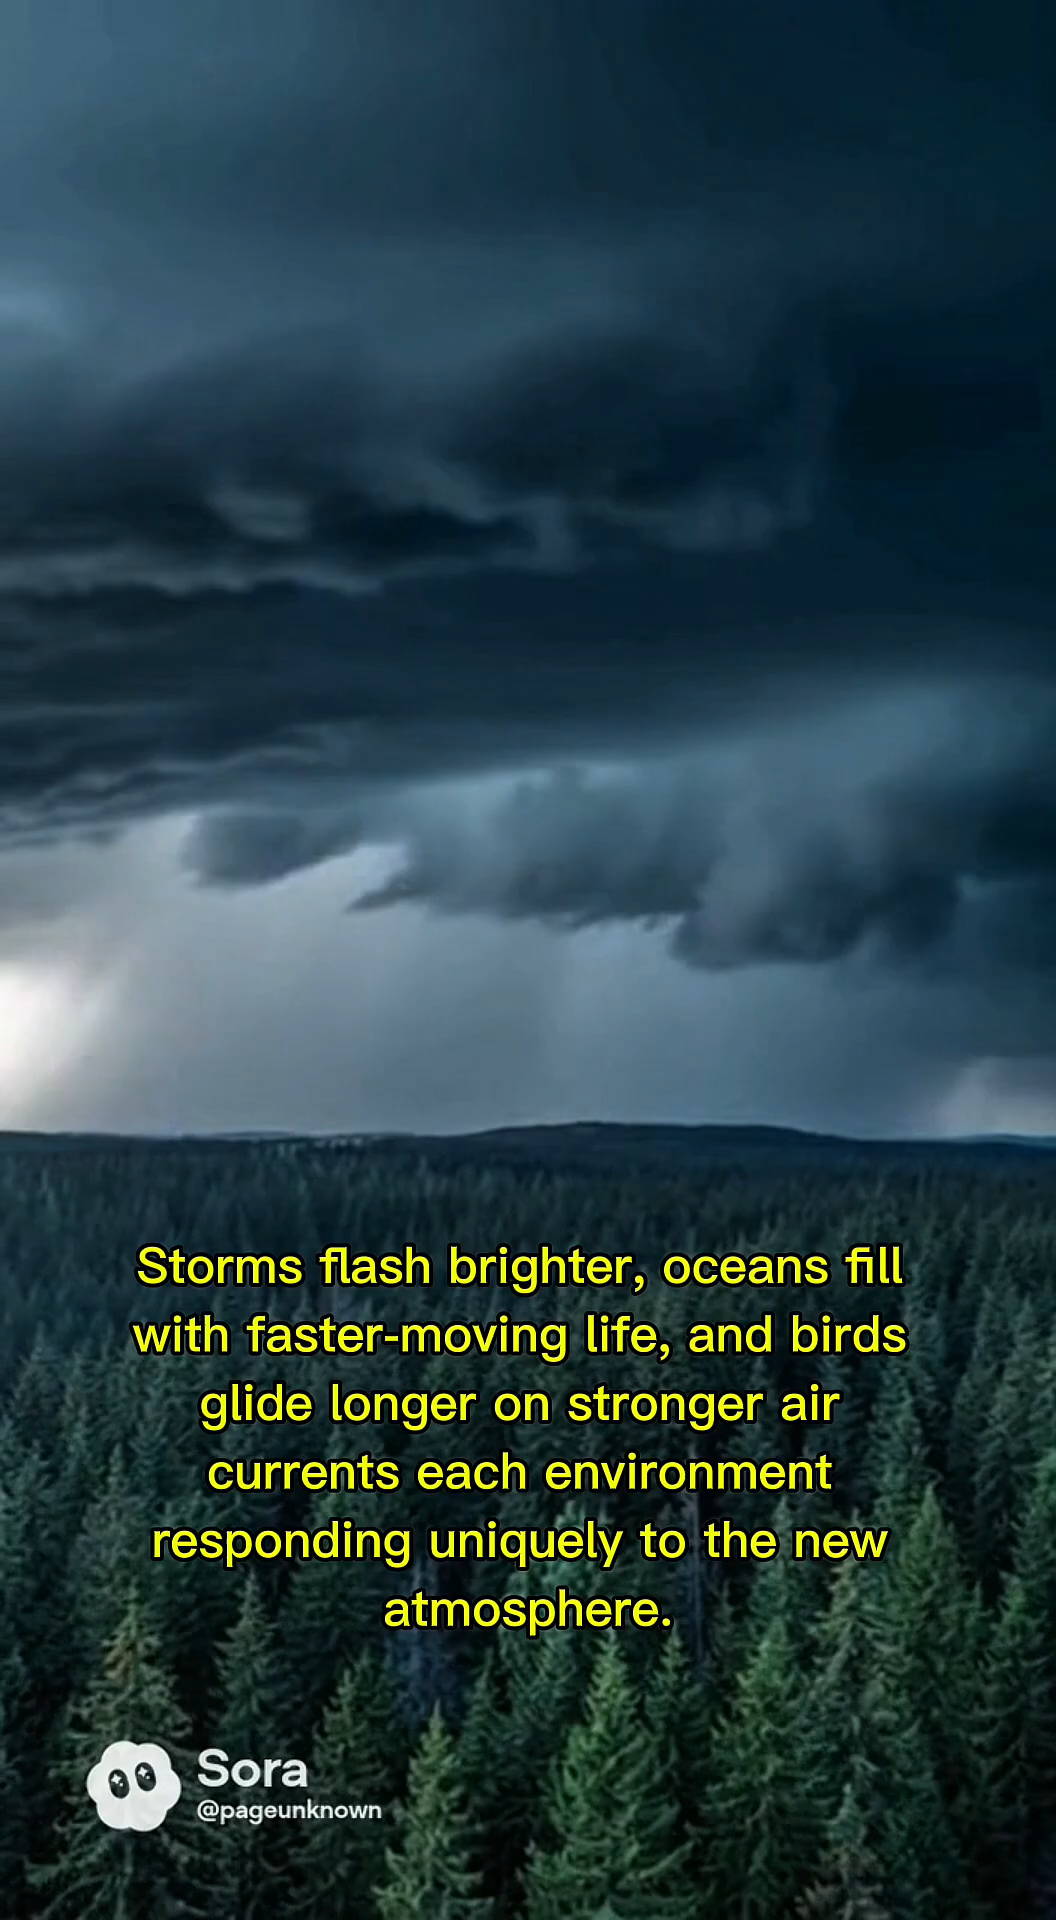 Storms flash brighter, oceans fill
with faster-moving life, and birds
glide longer on stronger air
currents each environment
responding uniquely to the new
atmosphere.
Sora
@pageunknown